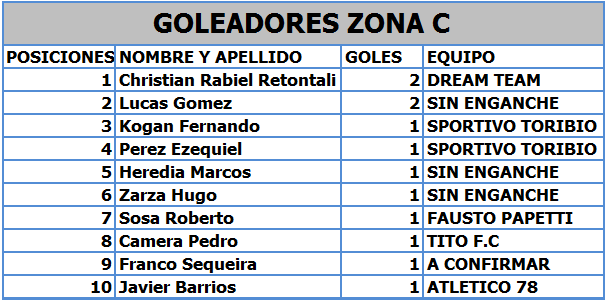 GOLEADORES ZONA C
POSICIONES NOMBRE Y APELLIDO GOLES EQUIPO
1 Christian Rabiel Retontali 2 DREAM TEAM
2 Lucas Gomez 2 SIN ENGANCHE
3 Kogan Fernando 1 SPORTIVO TORIBIO
4 Perez Ezequiel 1 SPORTIVO TORIBIO
5 Heredia Marcos 1 SIN ENGANCHE
6 Zarza Hugo 1 SIN ENGANCHE
7 Sosa Roberto 1 FAUSTO PAPETTI
8 Camera Pedro 1 TITO F.C
9 Franco Sequeira 1 A CONFIRMAR
10 Javier Barrios 1 ATLETICO 78